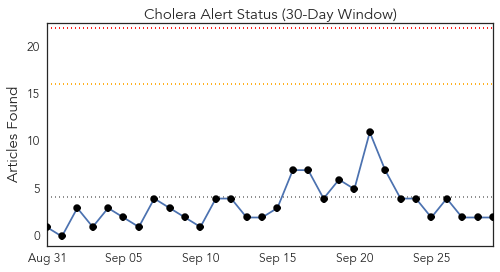 Cholera Alert Status (30-Day Window)
Articles Found
20
15
10
5
0
Aug 31 Sep 05 Sep 10 Sep 15 Sep 20 Sep 25